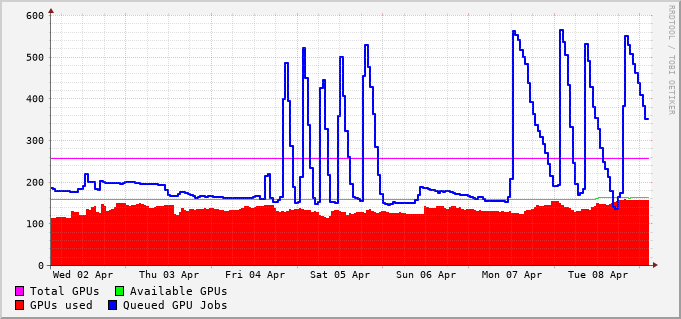 600
500
400
300
200
100
0
Wed 02 Apr Thu 03 Apr Fri 04 Apr Sat 05 Apr Sun 06 Apr Mon 07 Apr Tue 08 Apr
Total GPUs Available GPUs
GPUs used Queued GPU Jobs
RRDTOOL / TOBI OETIKER